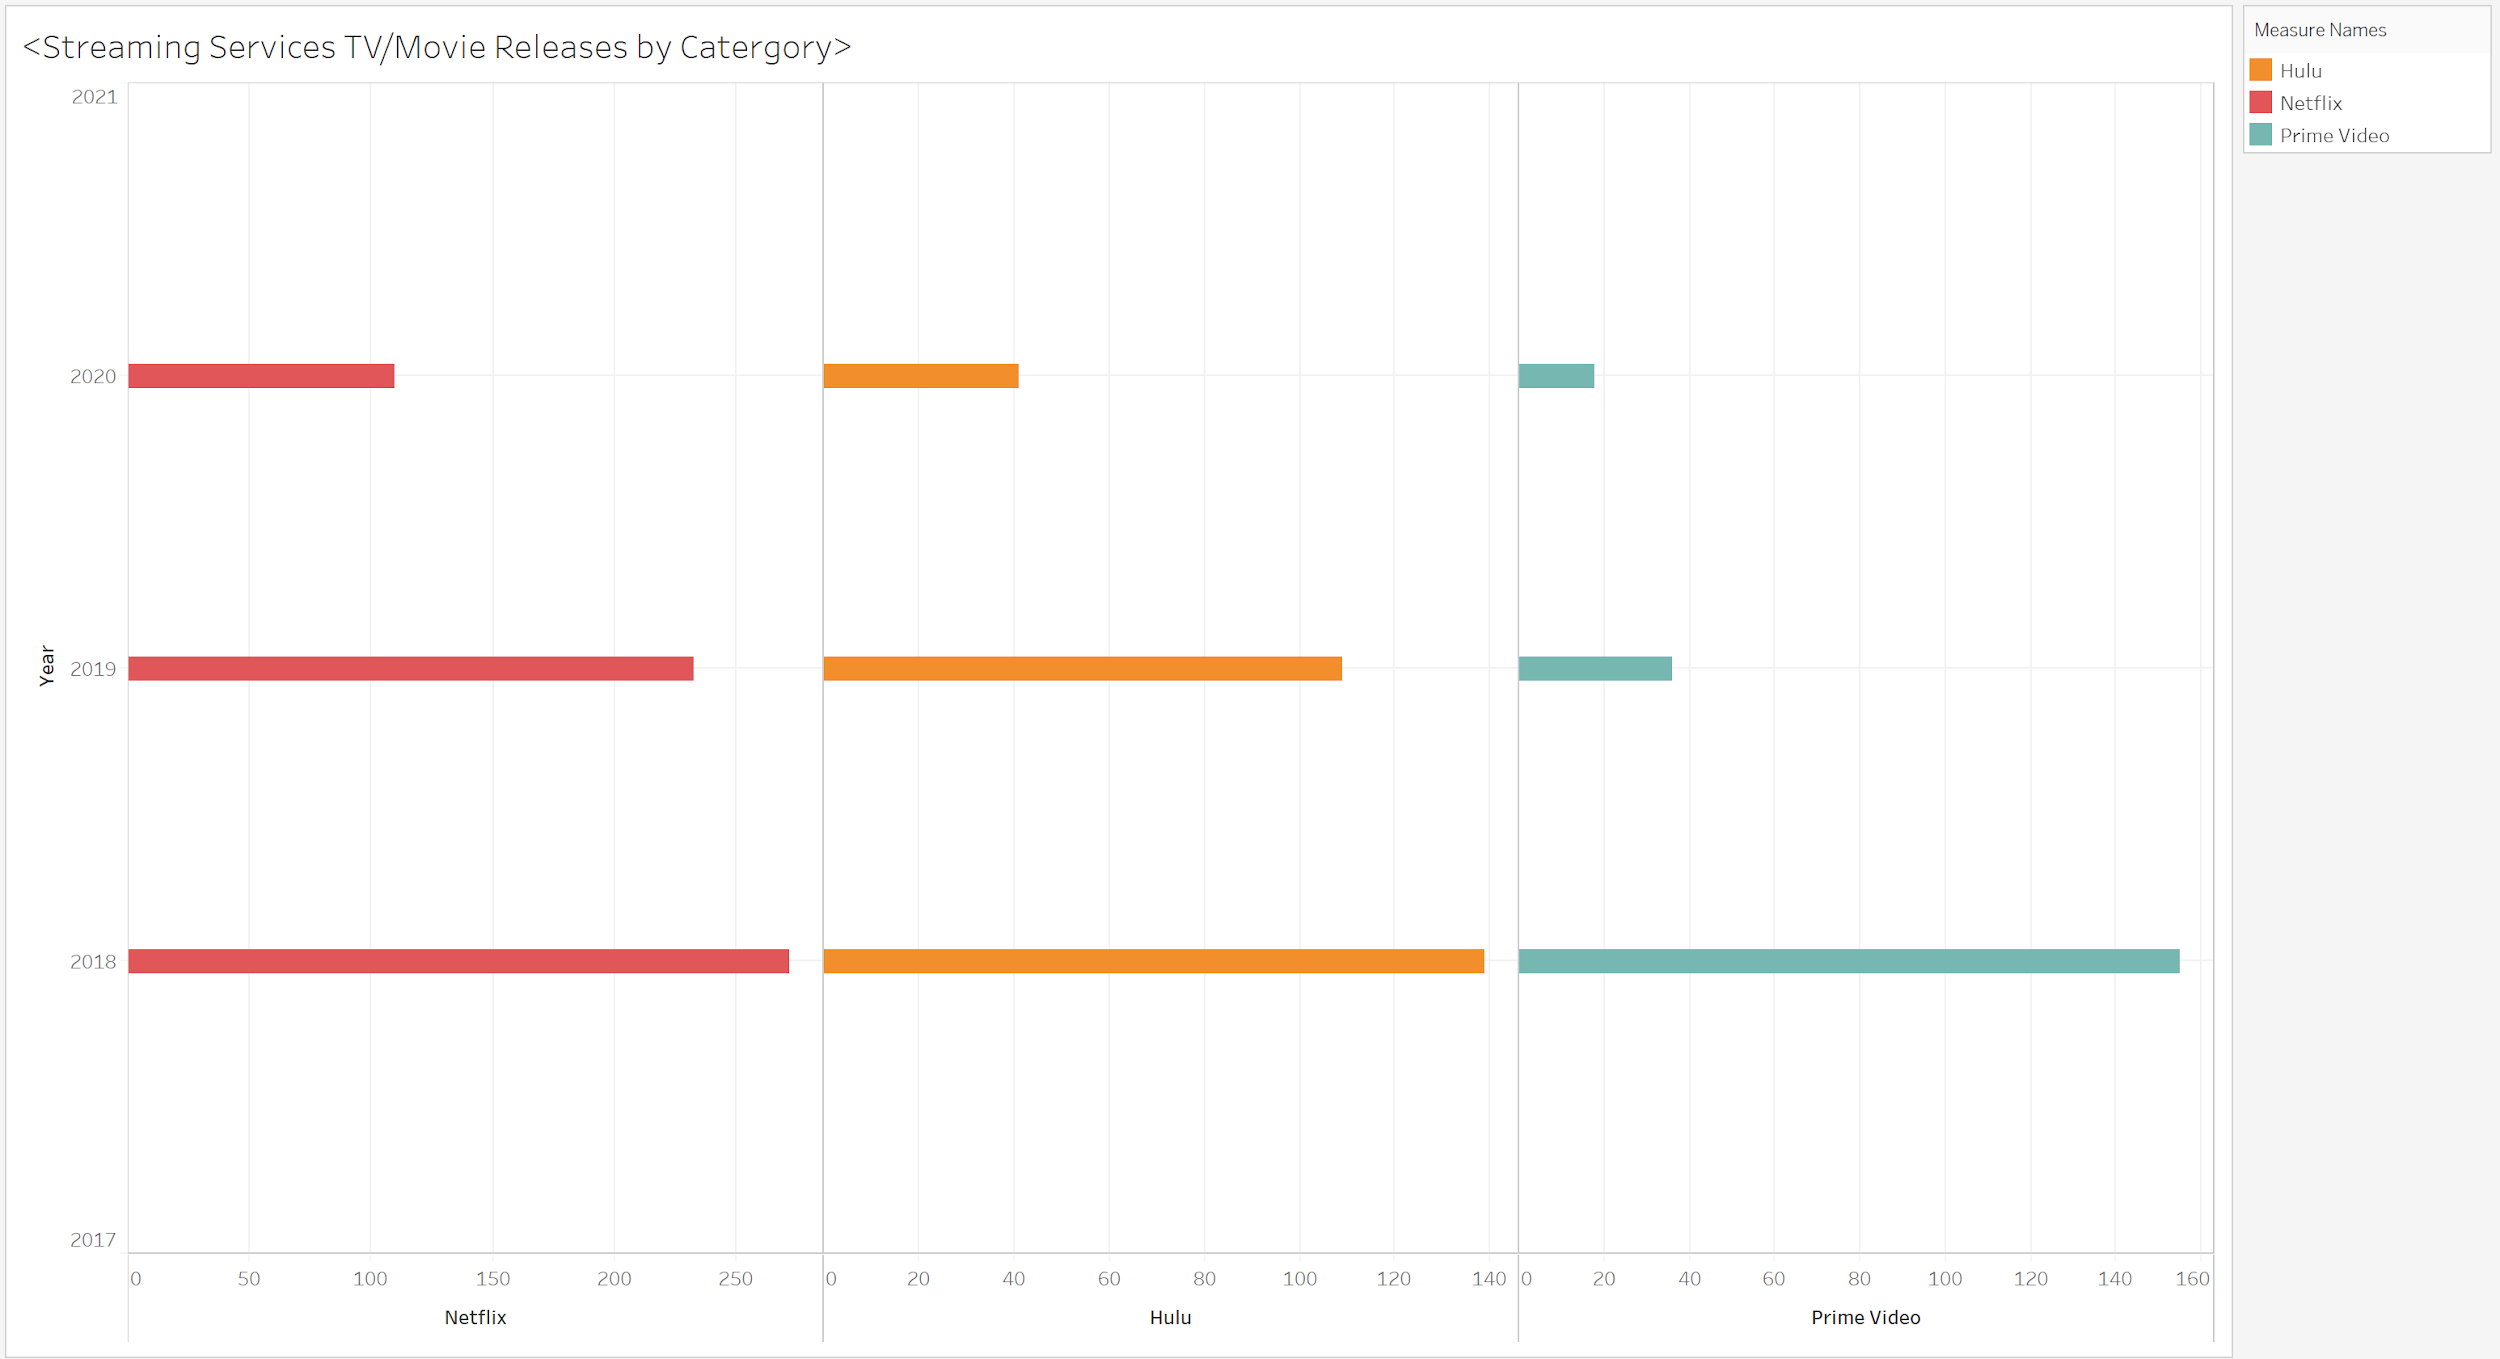 <Streaming Services TV/Movie Releases by Catergory>
Measure Names
Hulu
Netflix
Prime Video
2021
2020
Year
2019
2018
2017
0 50 100 150 200 250 0 20 40 60 80 100 120 140 0 20 40 60 80 100 120 140 160
Netflix Hulu Prime Video